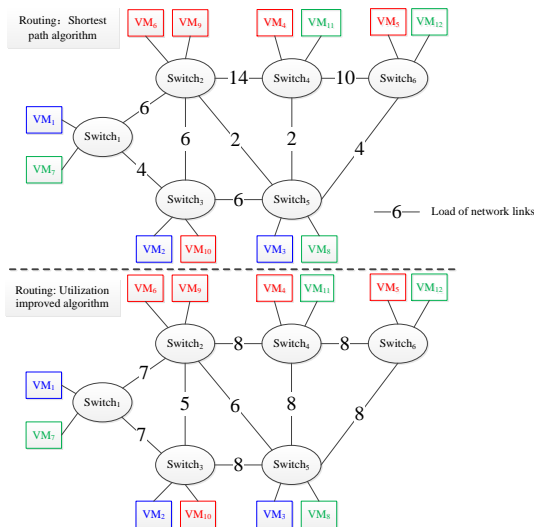 Routing: Shortest
path algorithm
VM₆ VM₉ VM₄ VM₁₁ VM₅ VM₁₂
Switch₂ 14 Switch₄ 10 Switch₆
VM₁ 6
Switch₁ 6 2 2 4
VM₇ 4
Switch₃ 6 Switch₅
6 Load of network links
VM₂ VM₁₀ VM₃ VM₈
Routing: Utilization
improved algorithm
VM₆ VM₉ VM₄ VM₁₁ VM₅ VM₁₂
Switch₂ 8 Switch₄ 8 Switch₆
VM₁ 7
Switch₁ 5 6 8 8
VM₇ 7
Switch₃ 8 Switch₅
VM₂ VM₁₀ VM₃ VM₈